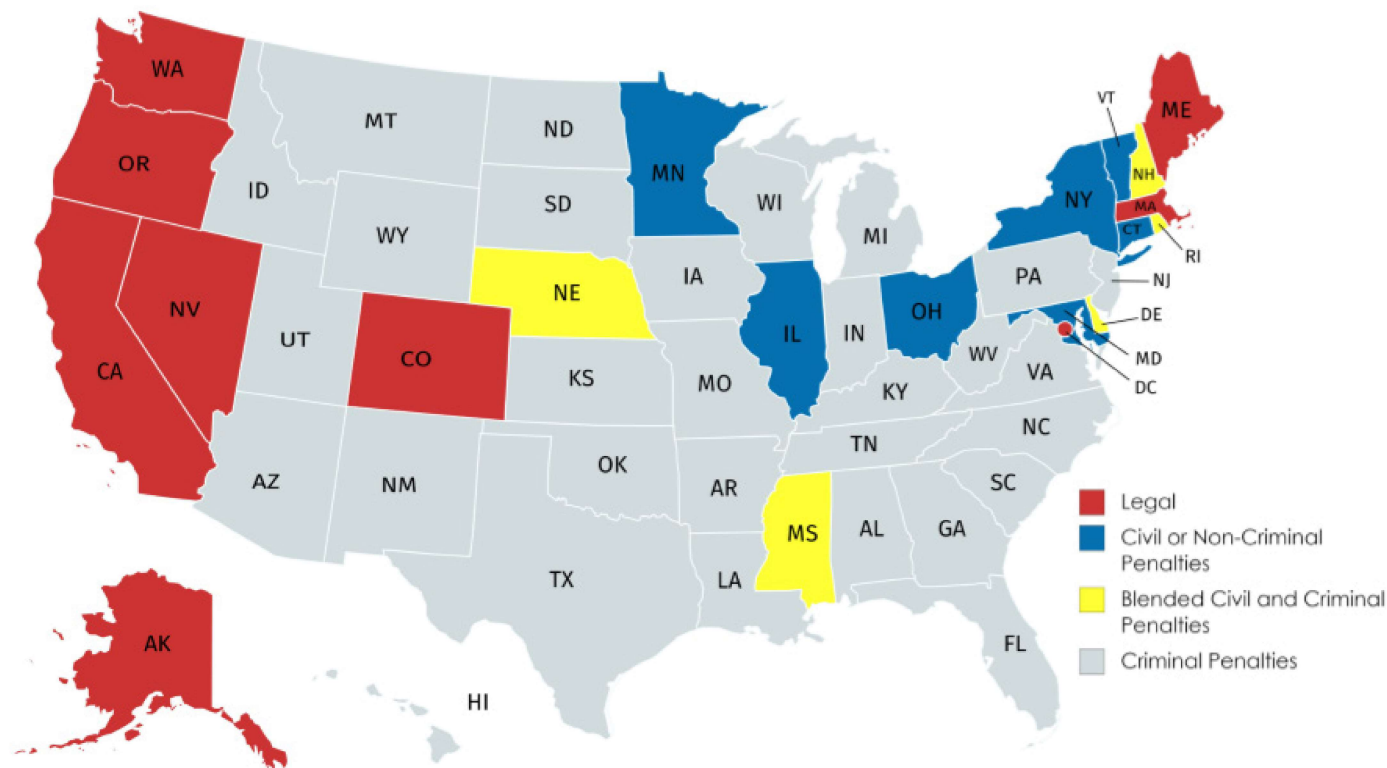 WA
MT
ND
MN
VT
ME
OR
ID
SD
WI
MI
NY
NH
MA
CT
RI
WY
IA
PA
NJ
NE
NV
UT
CO
IL
IN
OH
DE
MD
DC
CA
KS
MO
WV
VA
KY
NC
TN
AZ
NM
OK
AR
SC
MS
AL
GA
TX
LA
FL
AK
HI
Legal
Civil or Non-Criminal
Penalties
Blended Civil and Criminal
Penalties
Criminal Penalties